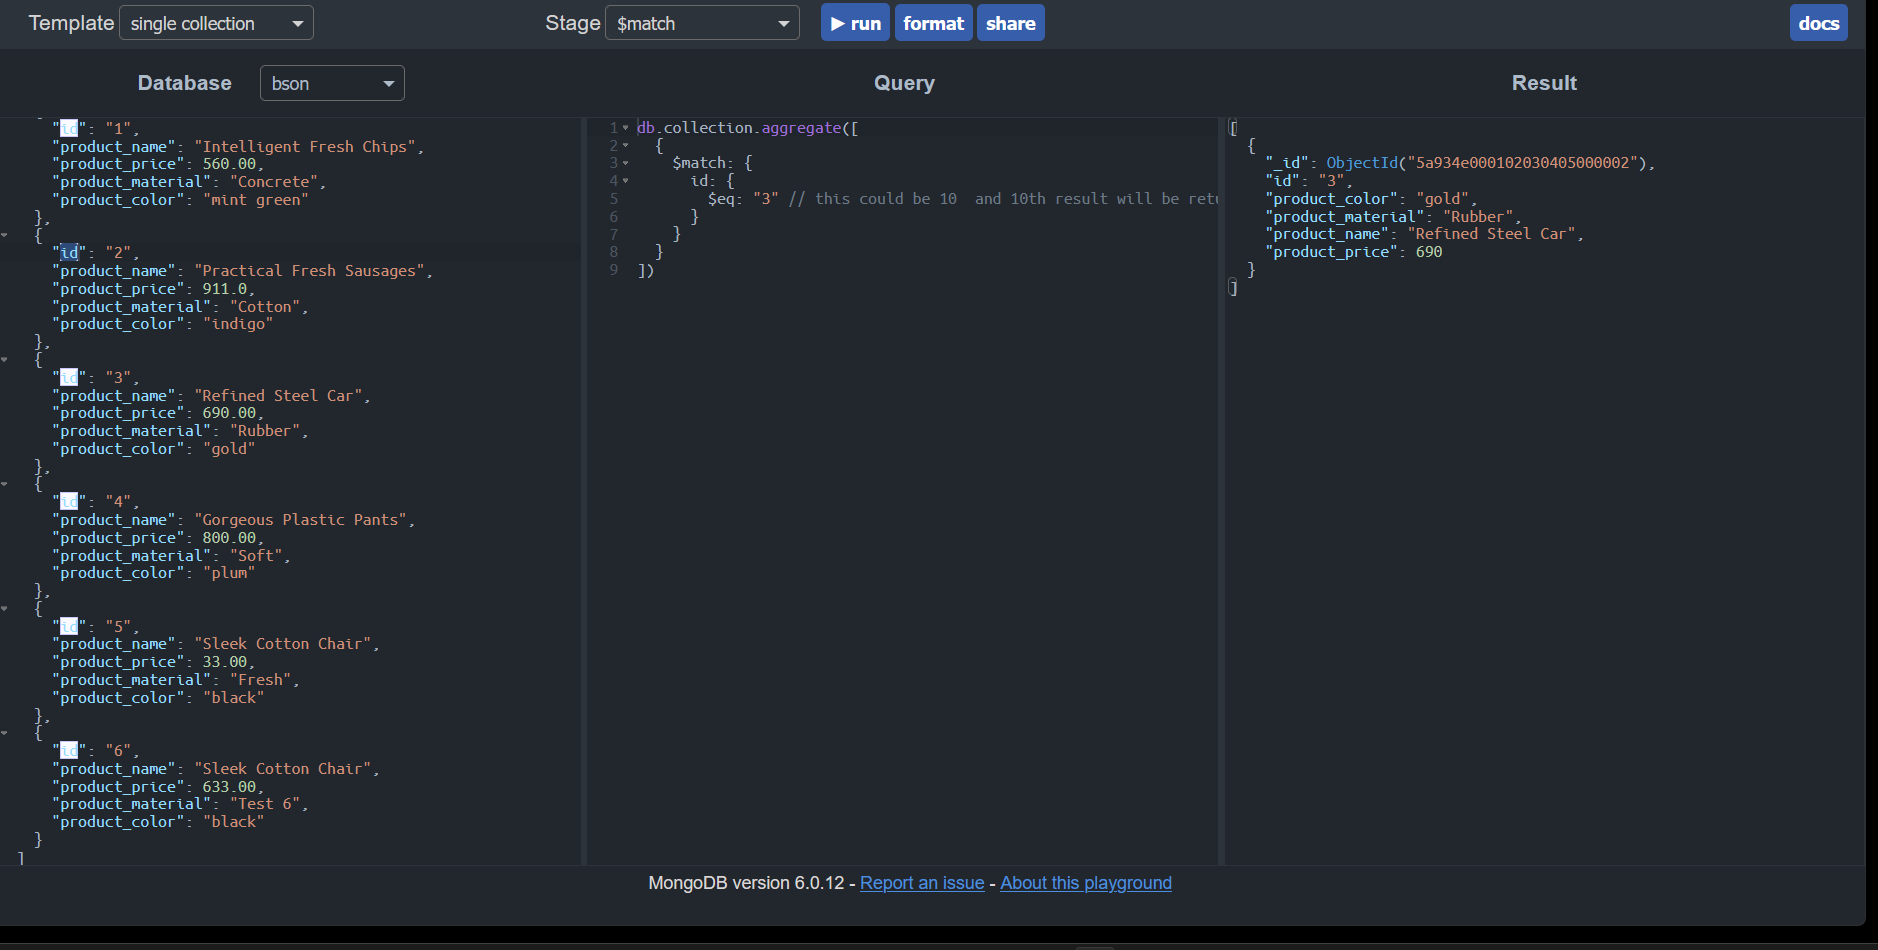 Template single collection Stage $match ▶ run format share docs
Database bson Query Result
"id": "1",
"product_name": "Intelligent Fresh Chips",
"product_price": 560.00,
"product_material": "Concrete",
"product_color": "mint green"
},
{
"id": "2",
"product_name": "Practical Fresh Sausages",
"product_price": 911.0,
"product_material": "Cotton",
"product_color": "indigo"
},
{
"id": "3",
"product_name": "Refined Steel Car",
"product_price": 690.00,
"product_material": "Rubber",
"product_color": "gold"
},
{
"id": "4",
"product_name": "Gorgeous Plastic Pants",
"product_price": 800.00,
"product_material": "Soft",
"product_color": "plum"
},
{
"id": "5",
"product_name": "Sleek Cotton Chair",
"product_price": 33.00,
"product_material": "Fresh",
"product_color": "black"
},
{
"id": "6",
"product_name": "Sleek Cotton Chair",
"product_price": 633.00,
"product_material": "Test 6",
"product_color": "black"
}
]
1 db.collection.aggregate([
2 {
3 $match: {
4 id: {
5 $eq: "3" // this could be 10  and 10th result will be
6 }
7 }
8 }
9 ])
[
{
"_id": ObjectId("5a934e000102030405000002"),
"id": "3",
"product_color": "gold",
"product_material": "Rubber",
"product_name": "Refined Steel Car",
"product_price": 690
}
]
MongoDB version 6.0.12 - Report an issue - About this playground